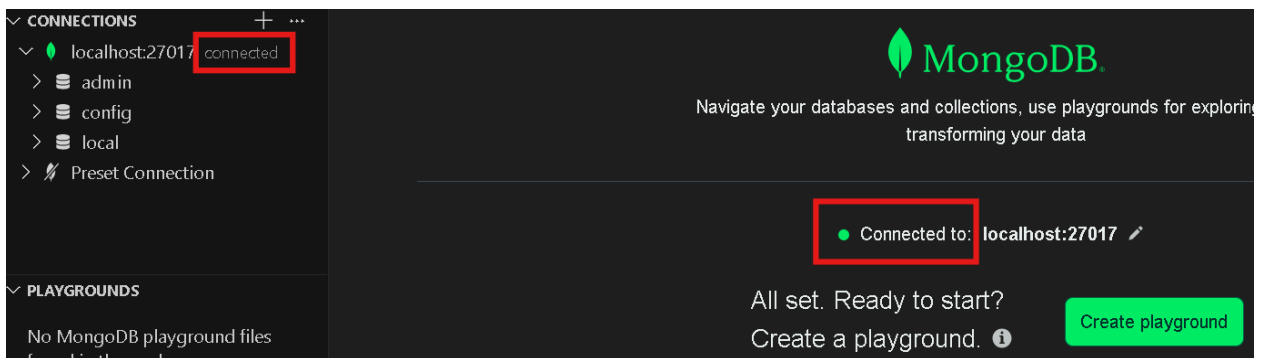 CONNECTIONS
localhost:27017 connected
admin
config
local
Preset Connection
PLAYGROUNDS
No MongoDB playground files
MongoDB.
Navigate your databases and collections, use playgrounds for exploring
transforming your data
Connected to: localhost:27017
All set. Ready to start?
Create a playground.
Create playground